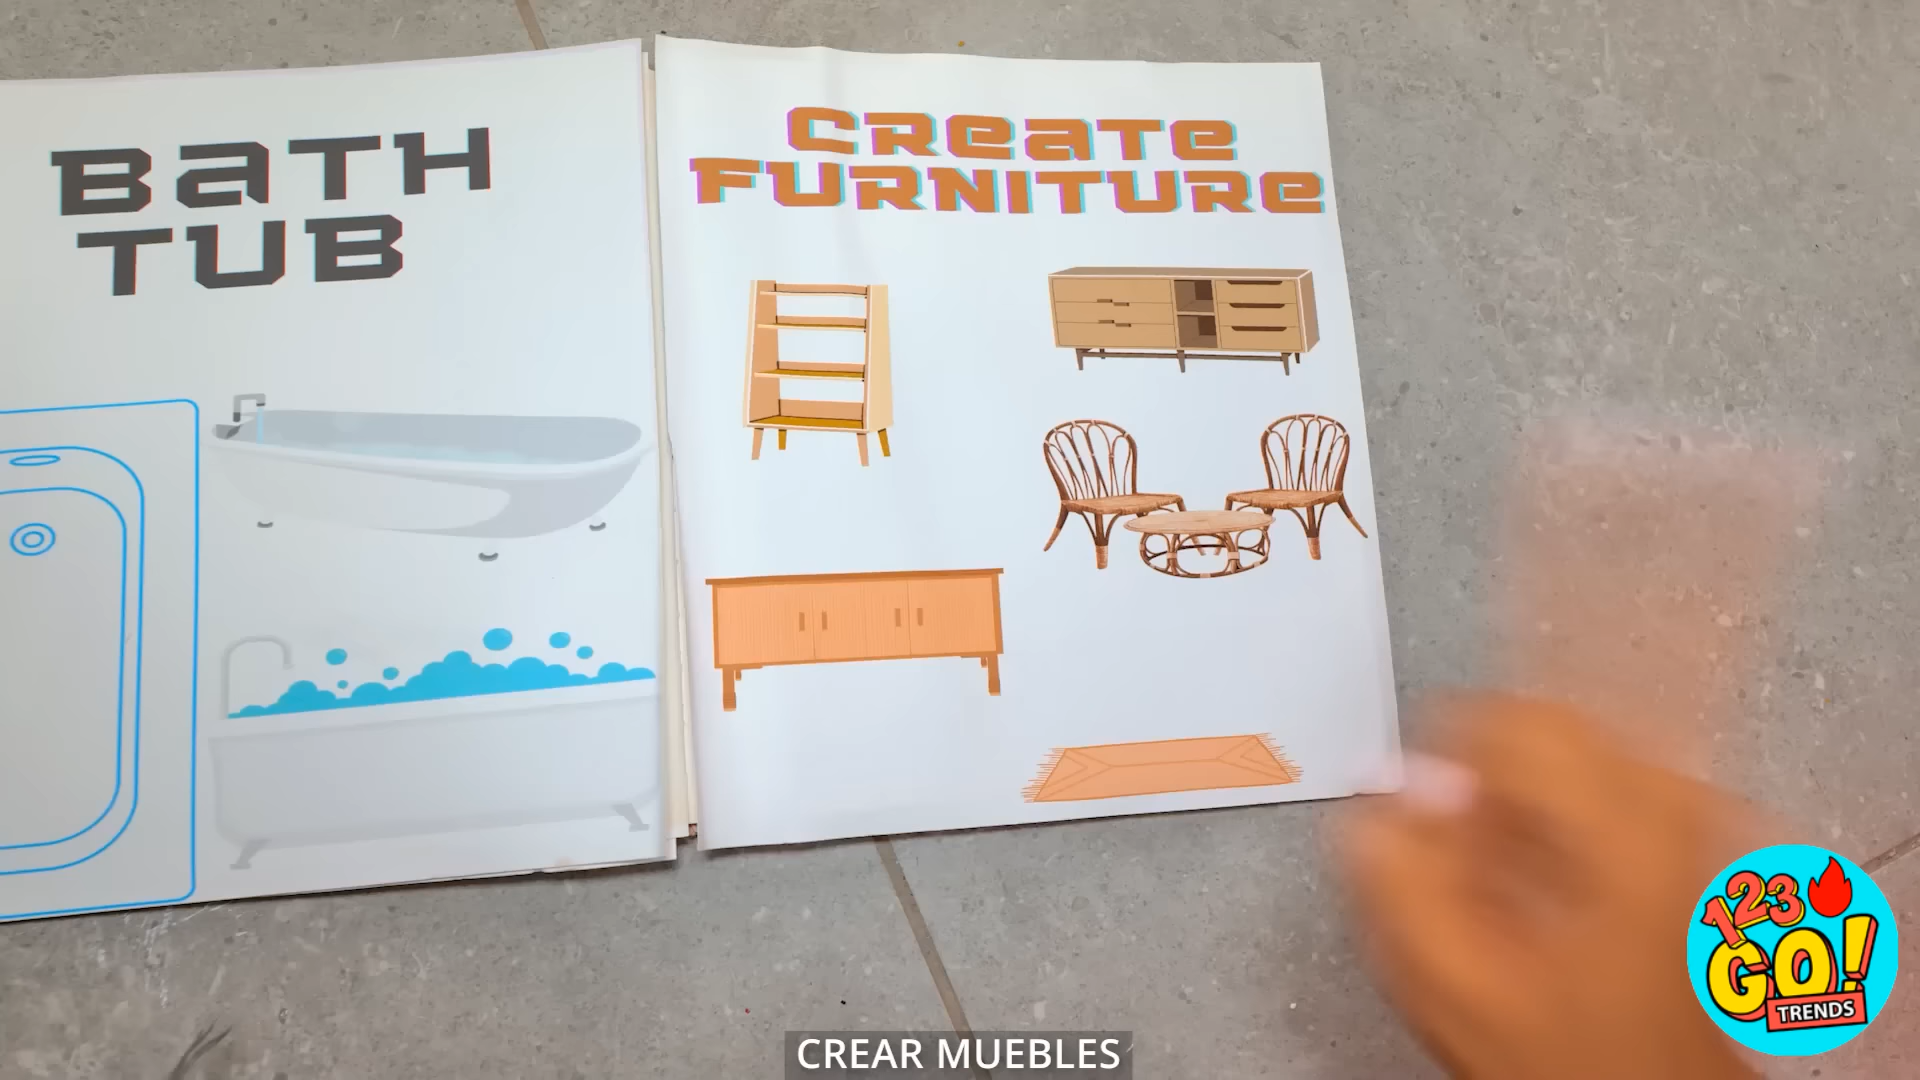 BaTH
TUB
CReaTe
FURNITURe
123
GO!
TRENDS
CREAR MUEBLES